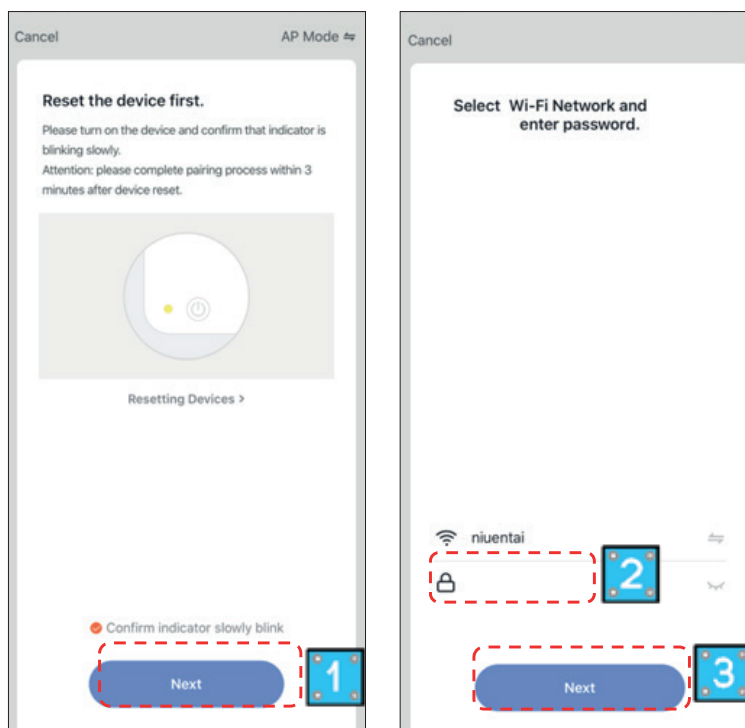 Cancel
AP Mode ⇋
Reset the device first.
Please turn on the device and confirm that indicator is
blinking slowly.
Attention: please complete pairing process within 3
minutes after device reset.
Resetting Devices >
Confirm indicator slowly blink
Next
1
Cancel
Select Wi-Fi Network and
enter password.
niuentai
2
Next
3